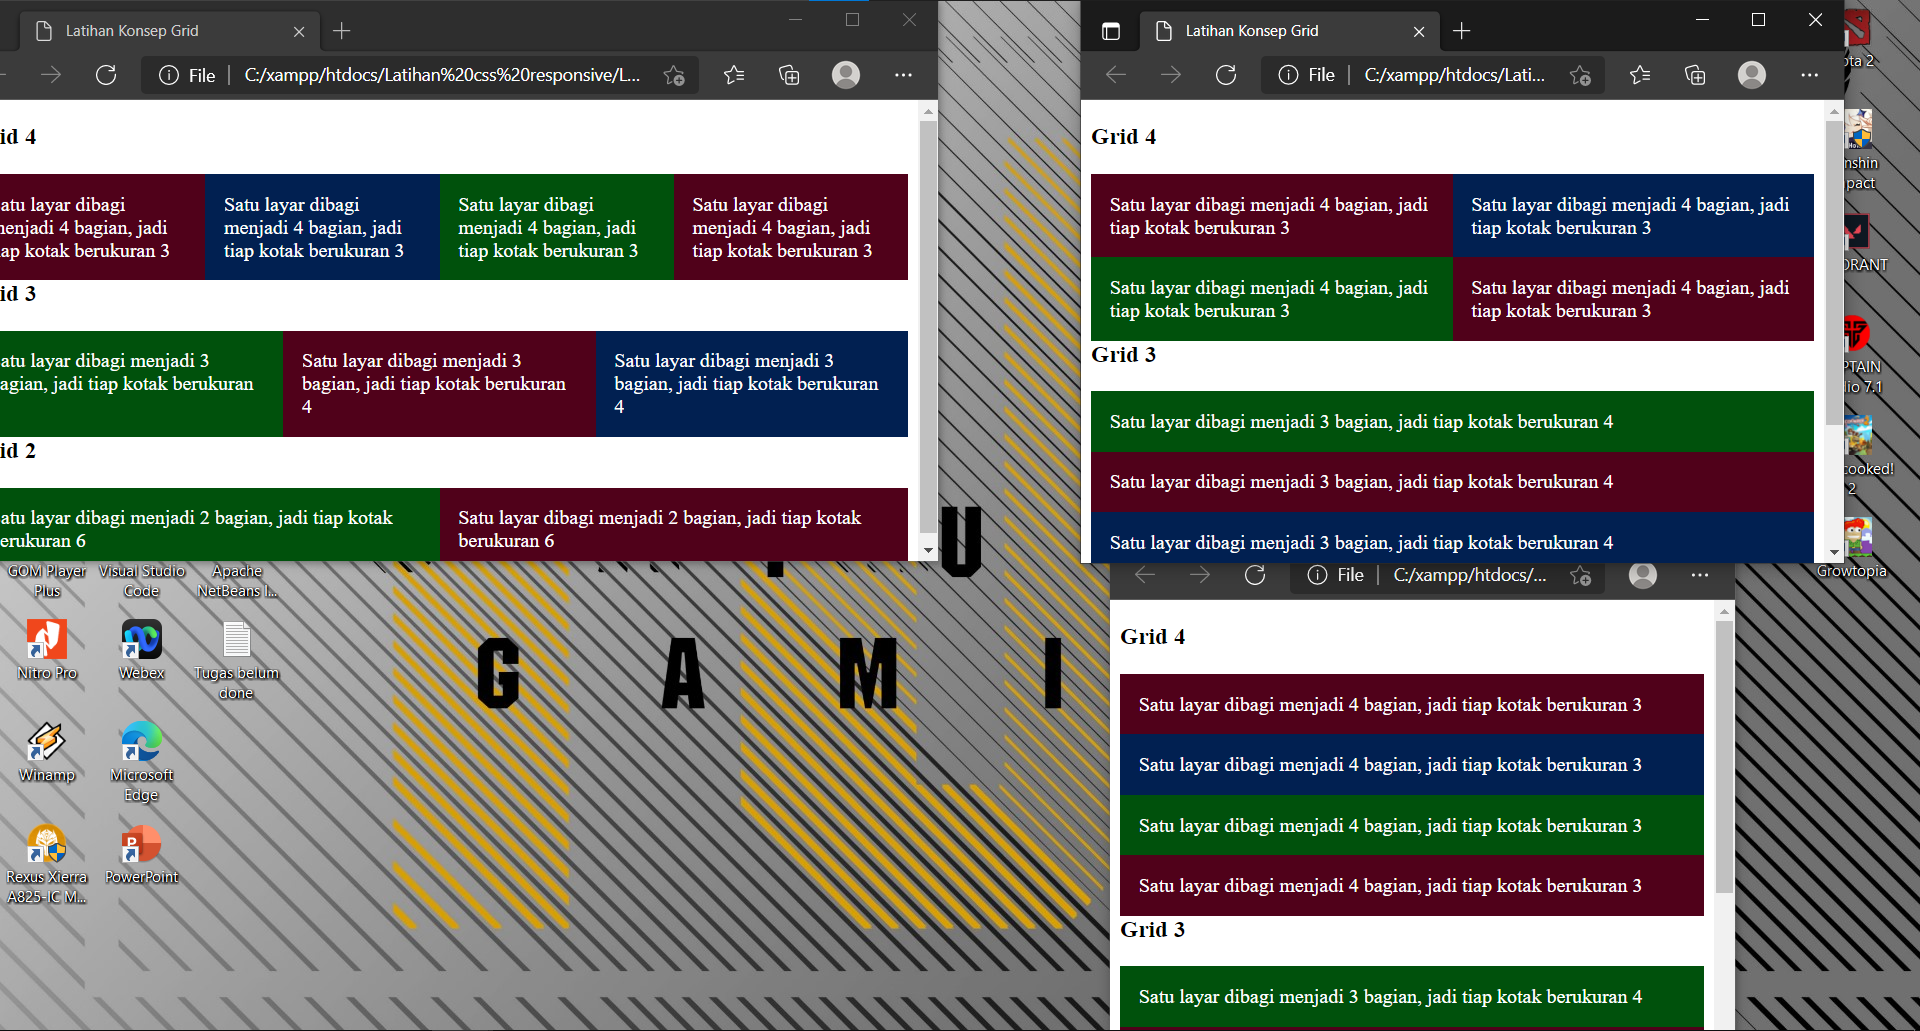 Latihan Konsep Grid
File
C:/xampp/htdocs/Latihan%20css%20responsive/L...
id 4
atu layar dibagi
enjadi 4 bagian, jadi
ap kotak berukuran 3
Satu layar dibagi
menjadi 4 bagian, jadi
tiap kotak berukuran 3
Satu layar dibagi
menjadi 4 bagian, jadi
tiap kotak berukuran 3
Satu layar dibagi
menjadi 4 bagian, jadi
tiap kotak berukuran 3
id 3
atu layar dibagi menjadi 3
agian, jadi tiap kotak berukuran
Satu layar dibagi menjadi 3
bagian, jadi tiap kotak berukuran
4
Satu layar dibagi menjadi 3
bagian, jadi tiap kotak berukuran
4
id 2
atu layar dibagi menjadi 2 bagian, jadi tiap kotak
erukuran 6
Satu layar dibagi menjadi 2 bagian, jadi tiap kotak
berukuran 6
Latihan Konsep Grid
File
C:/xampp/htdocs/Lati...
Grid 4
Satu layar dibagi menjadi 4 bagian, jadi
tiap kotak berukuran 3
Satu layar dibagi menjadi 4 bagian, jadi
tiap kotak berukuran 3
Satu layar dibagi menjadi 4 bagian, jadi
tiap kotak berukuran 3
Satu layar dibagi menjadi 4 bagian, jadi
tiap kotak berukuran 3
Grid 3
Satu layar dibagi menjadi 3 bagian, jadi tiap kotak berukuran 4
Satu layar dibagi menjadi 3 bagian, jadi tiap kotak berukuran 4
Satu layar dibagi menjadi 3 bagian, jadi tiap kotak berukuran 4
File
C:/xampp/htdocs/...
Grid 4
Satu layar dibagi menjadi 4 bagian, jadi tiap kotak berukuran 3
Satu layar dibagi menjadi 4 bagian, jadi tiap kotak berukuran 3
Satu layar dibagi menjadi 4 bagian, jadi tiap kotak berukuran 3
Satu layar dibagi menjadi 4 bagian, jadi tiap kotak berukuran 3
Grid 3
Satu layar dibagi menjadi 3 bagian, jadi tiap kotak berukuran 4
ota 2
nshin
pact
ORANT
PTAIN
io 7.1
cooked!
2
Growtopia
GOM Player
Plus
Visual Studio
Code
Apache
NetBeans I...
Nitro Pro
Webex
Tugas belum
done
Winamp
Microsoft
Edge
Rexus Xierra
A825-IC M...
PowerPoint
U
G A M I